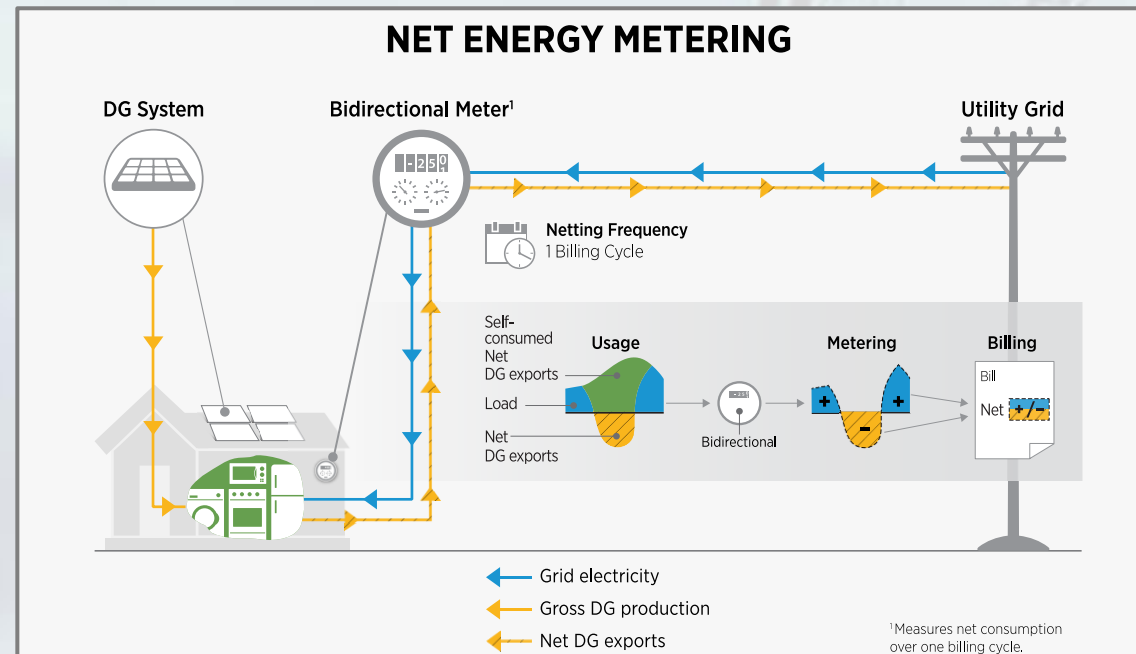 NET ENERGY METERING
DG System
Bidirectional Meter¹
Utility Grid
Netting Frequency
1 Billing Cycle
Self-
consumed
Net
DG exports
Load
Net
DG exports
Usage
Bidirectional
Metering
+
-
+
Billing
Bill
Net +/-
Grid electricity
Gross DG production
Net DG exports
¹Measures net consumption
over one billing cycle.